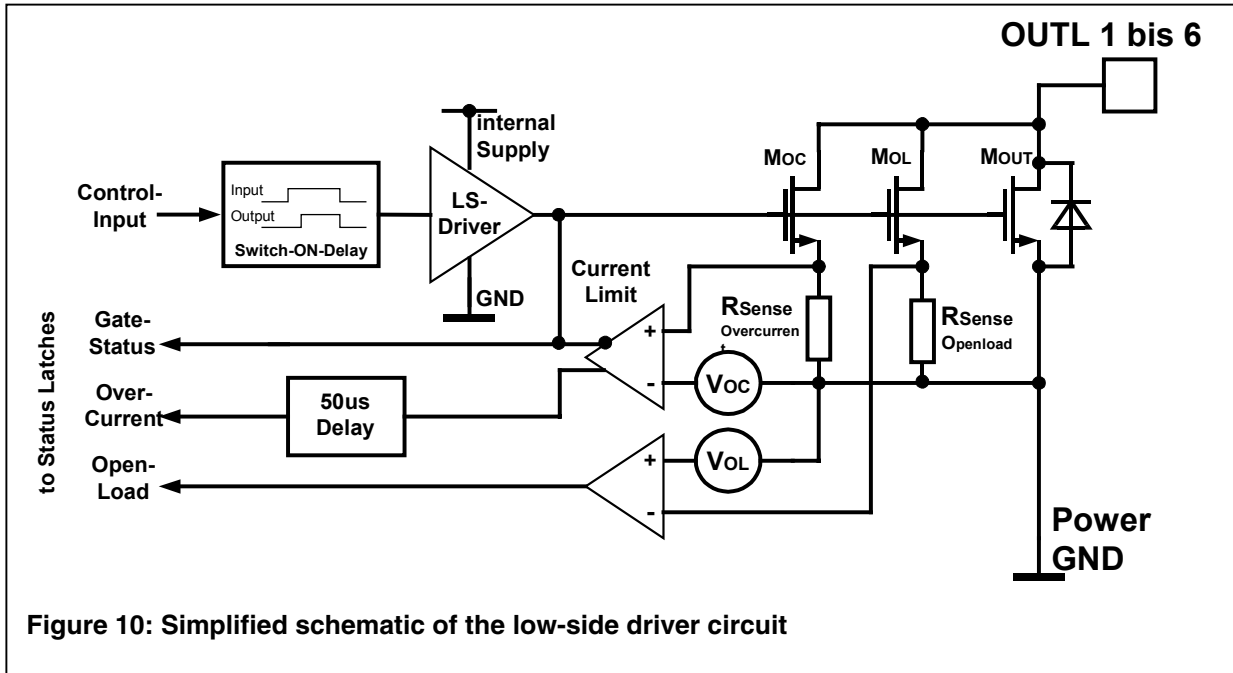 OUTL 1 bis 6
internal
Supply
MOC
MOL
MOUT
Control-
Input
Input
Output
Switch-ON-Delay
LS-
Driver
GND
Current
Limit
RSense
Overcurren
t
RSense
Openload
Gate-
Status
+
-
VOC
Over-
Current
50us
Delay
to Status Latches
Open-
Load
+
-
VOL
Power
GND
Figure 10: Simplified schematic of the low-side driver circuit